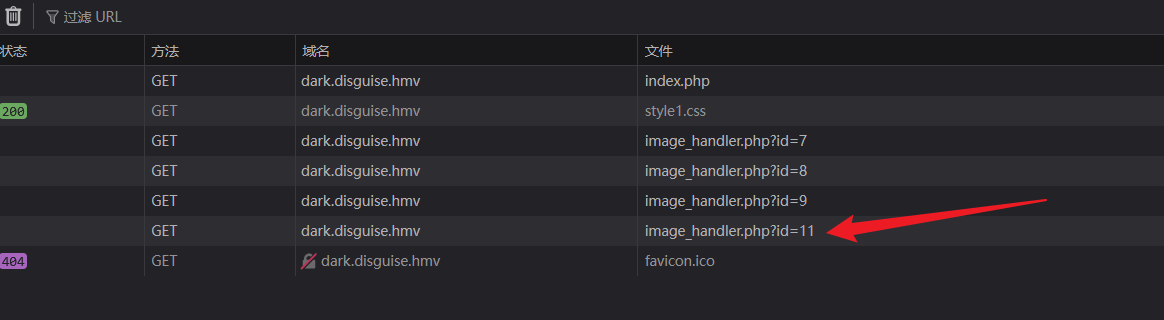 过滤 URL
状态 方法 域名 文件
GET dark.disguise.hmv index.php
200 GET dark.disguise.hmv style1.css
GET dark.disguise.hmv image_handler.php?id=7
GET dark.disguise.hmv image_handler.php?id=8
GET dark.disguise.hmv image_handler.php?id=9
GET dark.disguise.hmv image_handler.php?id=11
404 GET dark.disguise.hmv favicon.ico